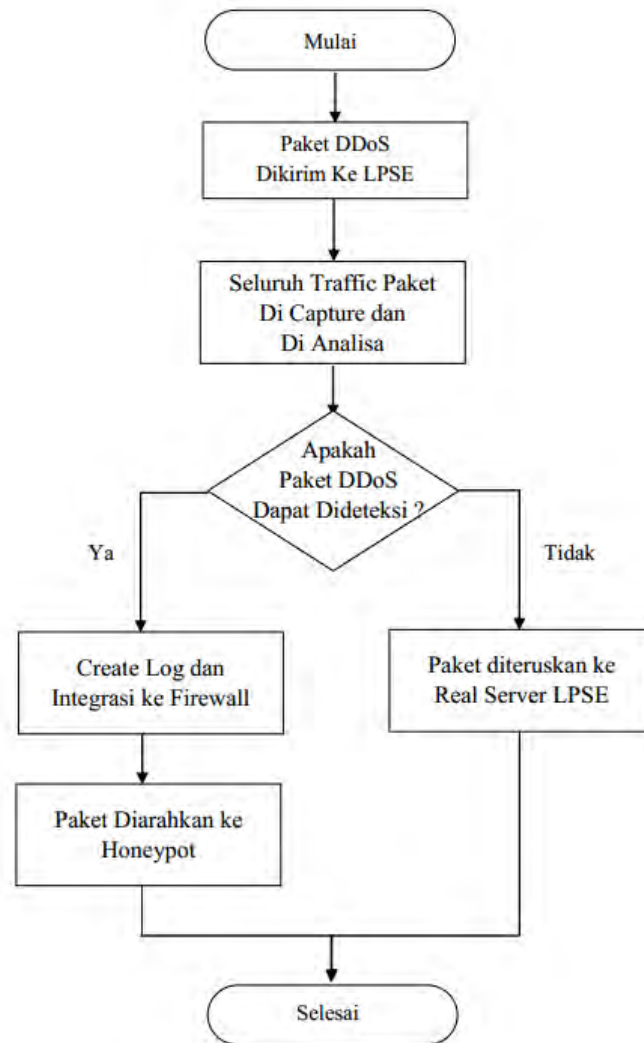 Mulai
Paket DDoS
Dikirim Ke LPSE
Seluruh Traffic Paket
Di Capture dan
Di Analisa
Apakah
Paket DDoS
Dapat Dideteksi ?
Ya
Tidak
Create Log dan
Integrasi ke Firewall
Paket diteruskan ke
Real Server LPSE
Paket Diarahkan ke
Honeypot
Selesai